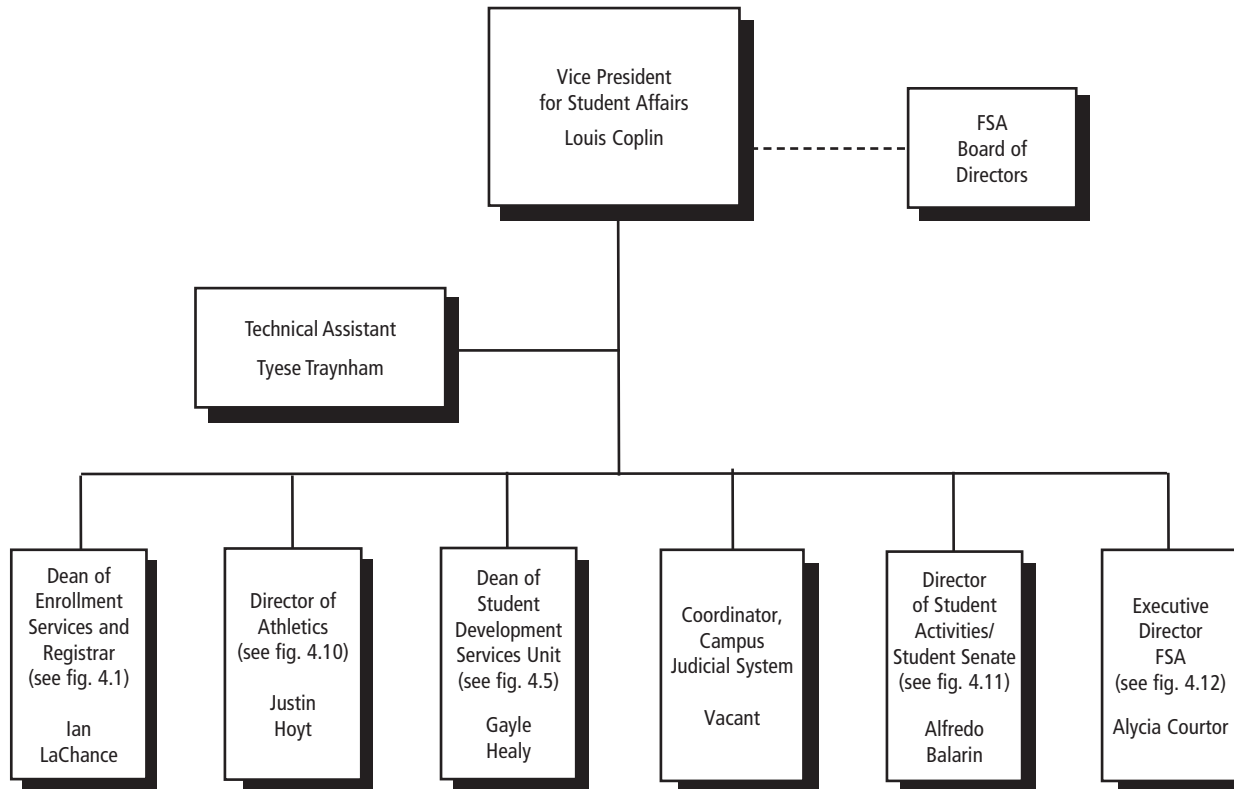 Vice President
for Student Affairs
Louis Coplin
FSA
Board of
Directors
Technical Assistant
Tyese Traynham
Dean of
Enrollment
Services and
Registrar
(see fig. 4.1)
Ian
LaChance
Director of
Athletics
(see fig. 4.10)
Justin
Hoyt
Dean of
Student
Development
Services Unit
(see fig. 4.5)
Gayle
Healy
Coordinator,
Campus
Judicial System
Vacant
Director
of Student
Activities/
Student Senate
(see fig. 4.11)
Alfredo
Balarin
Executive
Director
FSA
(see fig. 4.12)
Alycia Courtor